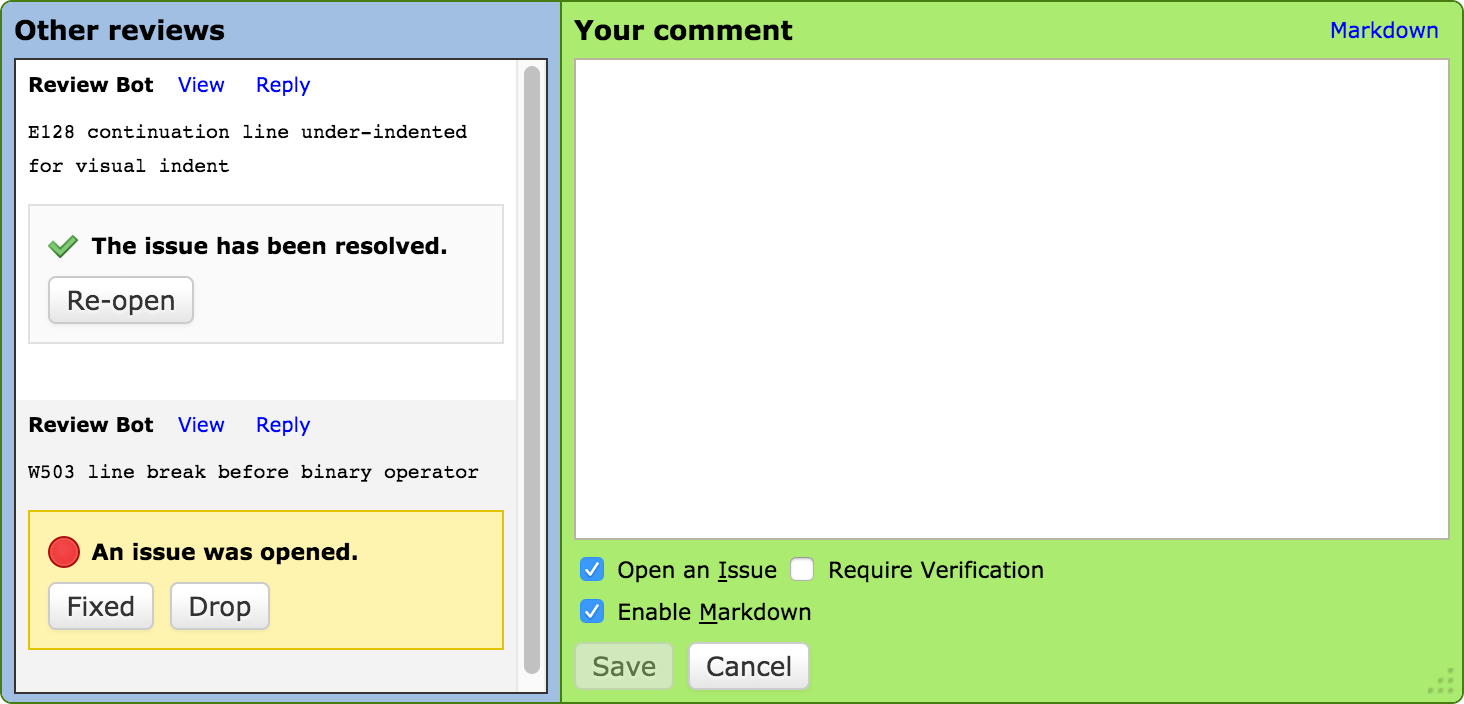 Other reviews
Review Bot View Reply
E128 continuation line under-indented
for visual indent
The issue has been resolved.
Re-open
Review Bot View Reply
W503 line break before binary operator
An issue was opened.
Fixed Drop
Your comment Markdown
Open an Issue Require Verification
Enable Markdown
Save Cancel